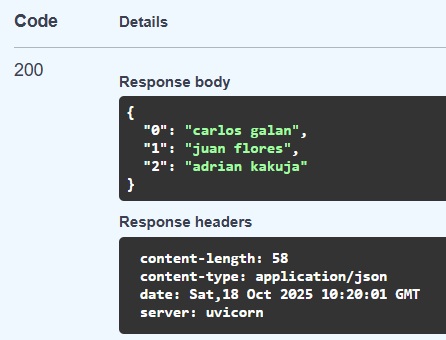 Code Details
200
Response body
{
  "0": "carlos galan",
  "1": "juan flores",
  "2": "adrian kakuja"
}
Response headers
content-length: 58
content-type: application/json
date: Sat,18 Oct 2025 10:20:01 GMT
server: uvicorn